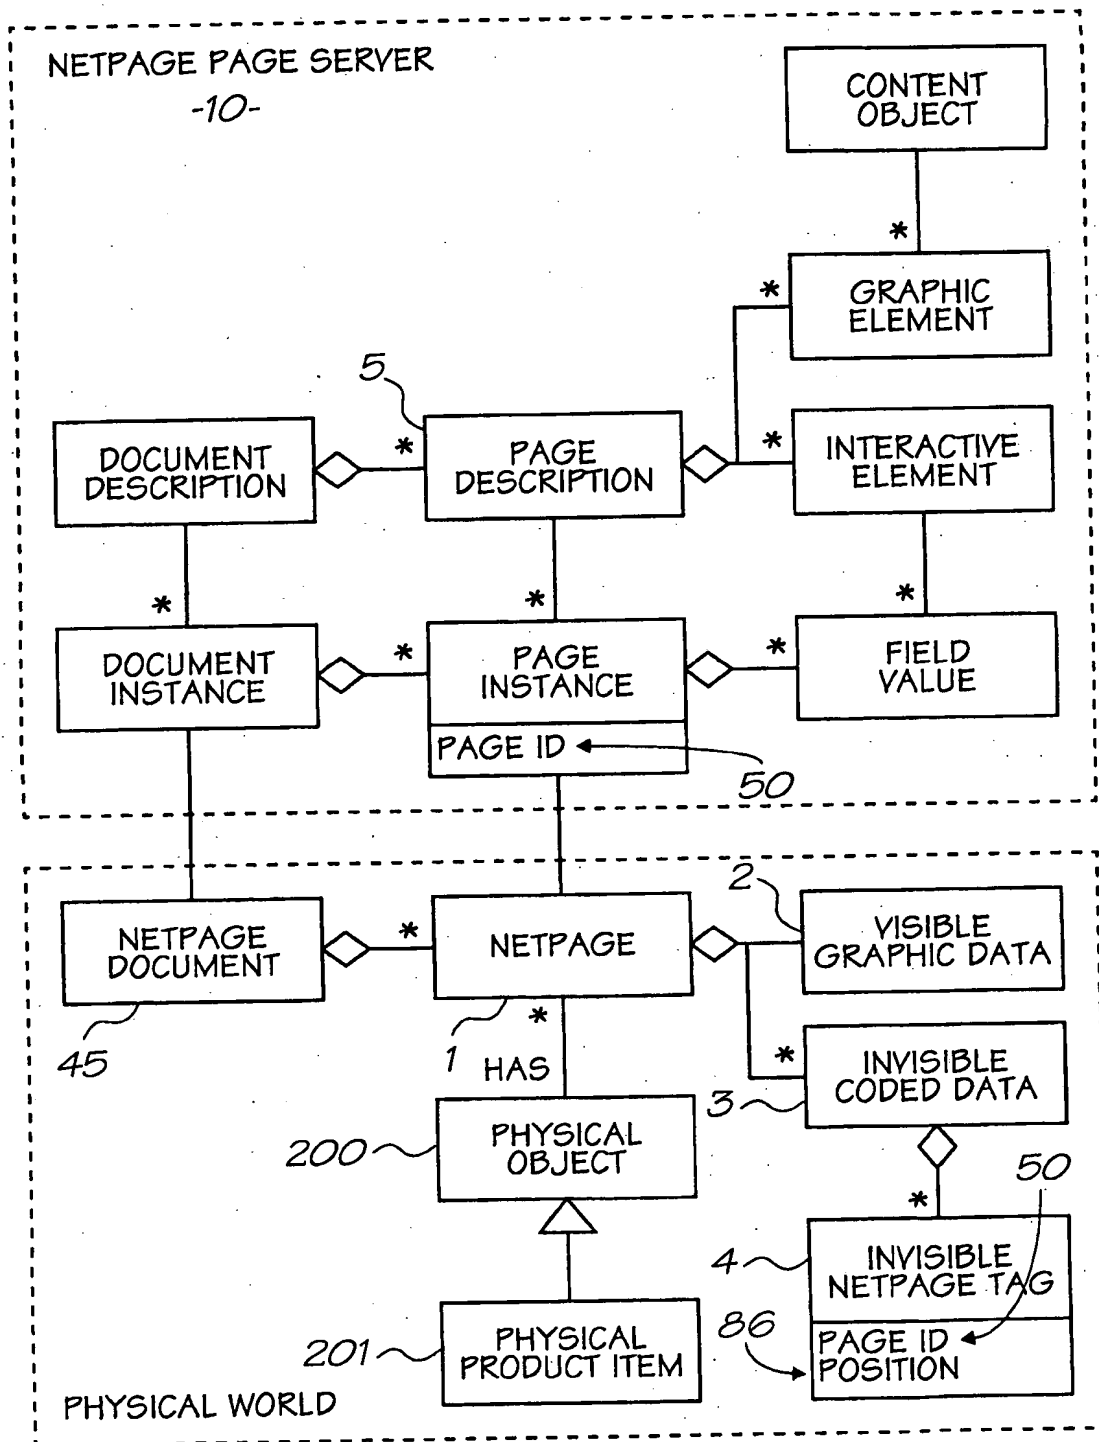 NETPAGE PAGE SERVER
-10-
CONTENT
OBJECT
*
GRAPHIC
ELEMENT
*
5
DOCUMENT
DESCRIPTION
*
PAGE
DESCRIPTION
*
INTERACTIVE
ELEMENT
*
*
*
DOCUMENT
INSTANCE
*
PAGE
INSTANCE
PAGE ID
*
FIELD
VALUE
50
2
NETPAGE
DOCUMENT
*
NETPAGE
VISIBLE
GRAPHIC DATA
45
1
*
HAS
*
INVISIBLE
CODED DATA
3
200
PHYSICAL
OBJECT
50
*
4
INVISIBLE
NETPAGE TAG
PAGE ID
POSITION
86
201
PHYSICAL
PRODUCT ITEM
PHYSICAL WORLD